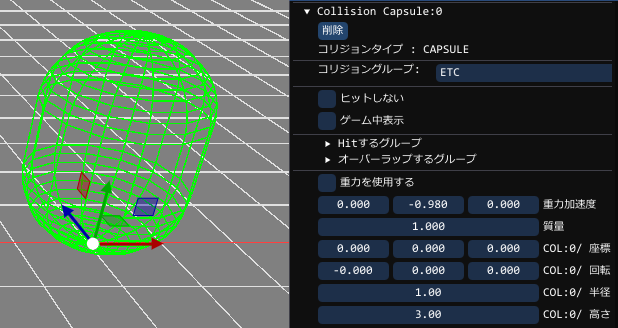 Collision Capsule:0
削除
コリジョンタイプ : CAPSULE
コリジョングループ: ETC
ヒットしない
ゲーム中表示
Hitするグループ
オーバーラップするグループ
重力を使用する
0.000 -0.980 0.000 重力加速度
1.000 質量
0.000 0.000 0.000 COL:0/ 座標
-0.000 0.000 0.000 COL:0/ 回転
1.00 COL:0/ 半径
3.00 COL:0/ 高さ